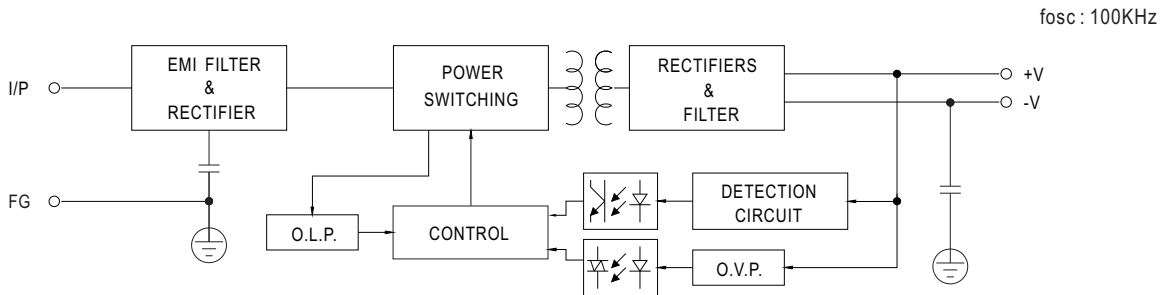 fosc : 100KHz
I/P
EMI FILTER
&
RECTIFIER
POWER
SWITCHING
RECTIFIERS
&
FILTER
+V
-V
FG
O.L.P.
CONTROL
DETECTION
CIRCUIT
O.V.P.